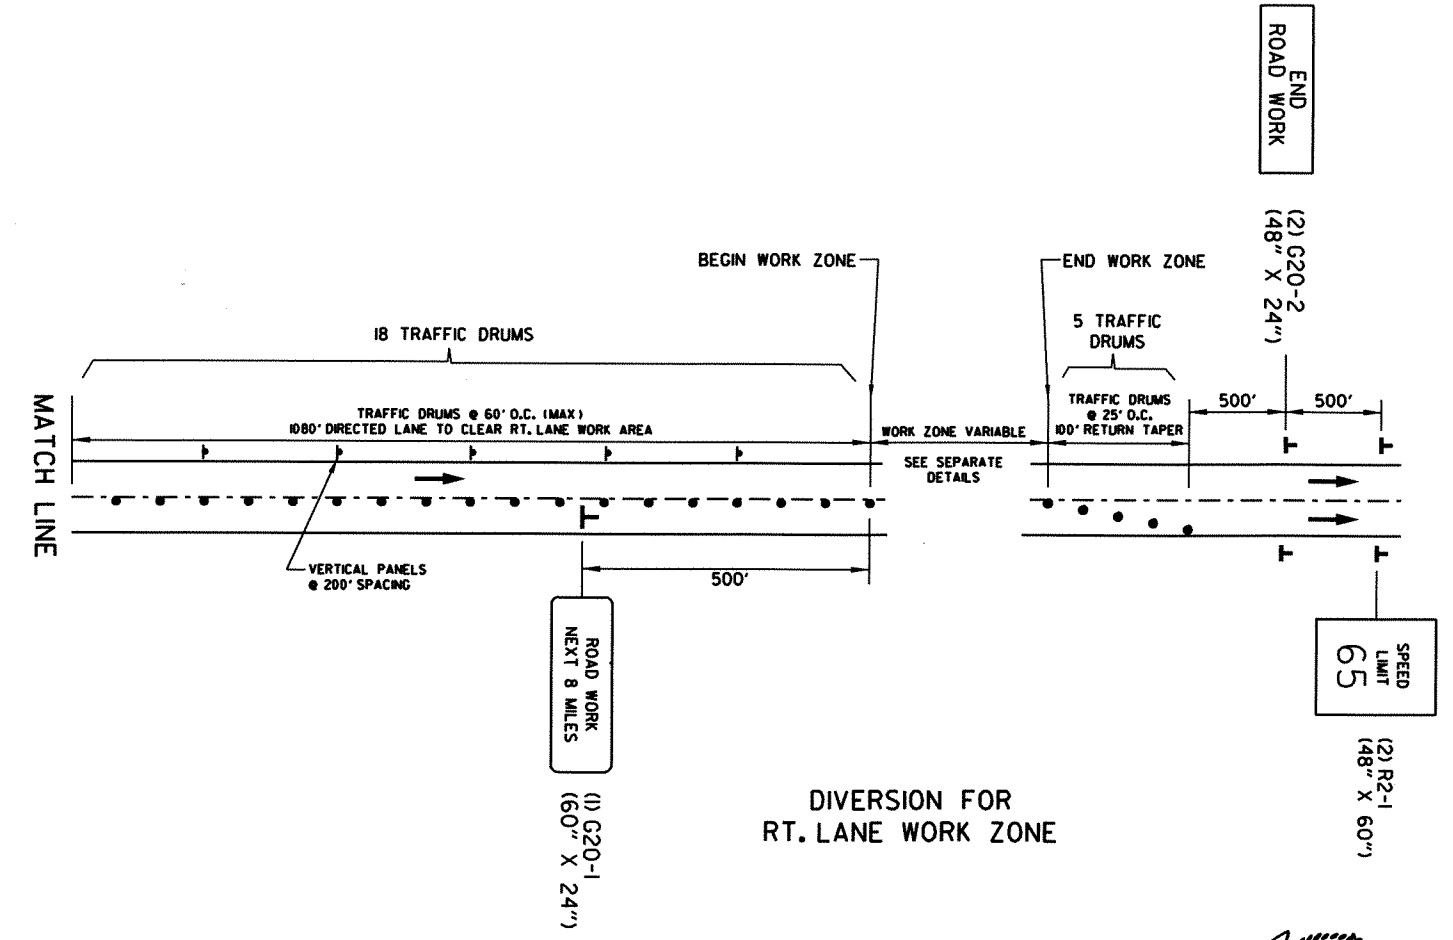 END
ROAD WORK
(2) G20-2
(48" X 24")
BEGIN WORK ZONE
END WORK ZONE
18 TRAFFIC DRUMS
5 TRAFFIC
DRUMS
MATCH LINE
TRAFFIC DRUMS @ 60' O.C. (MAX)
1080' DIRECTED LANE TO CLEAR RT. LANE WORK AREA
WORK ZONE VARIABLE
SEE SEPARATE
DETAILS
TRAFFIC DRUMS
@ 25' O.C.
100' RETURN TAPER
500'
500'
VERTICAL PANELS
@ 200' SPACING
500'
ROAD WORK
NEXT 8 MILES
(1) G20-1
(60" X 24")
SPEED
LIMIT
65
(2) R2-1
(48" X 60")
DIVERSION FOR
RT. LANE WORK ZONE